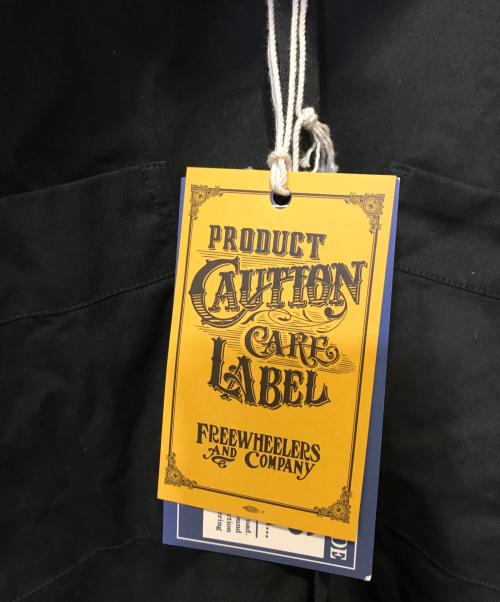 PRODUCT
CAUTION
CARE
LABEL
FREEWHEELERS
AND COMPANY